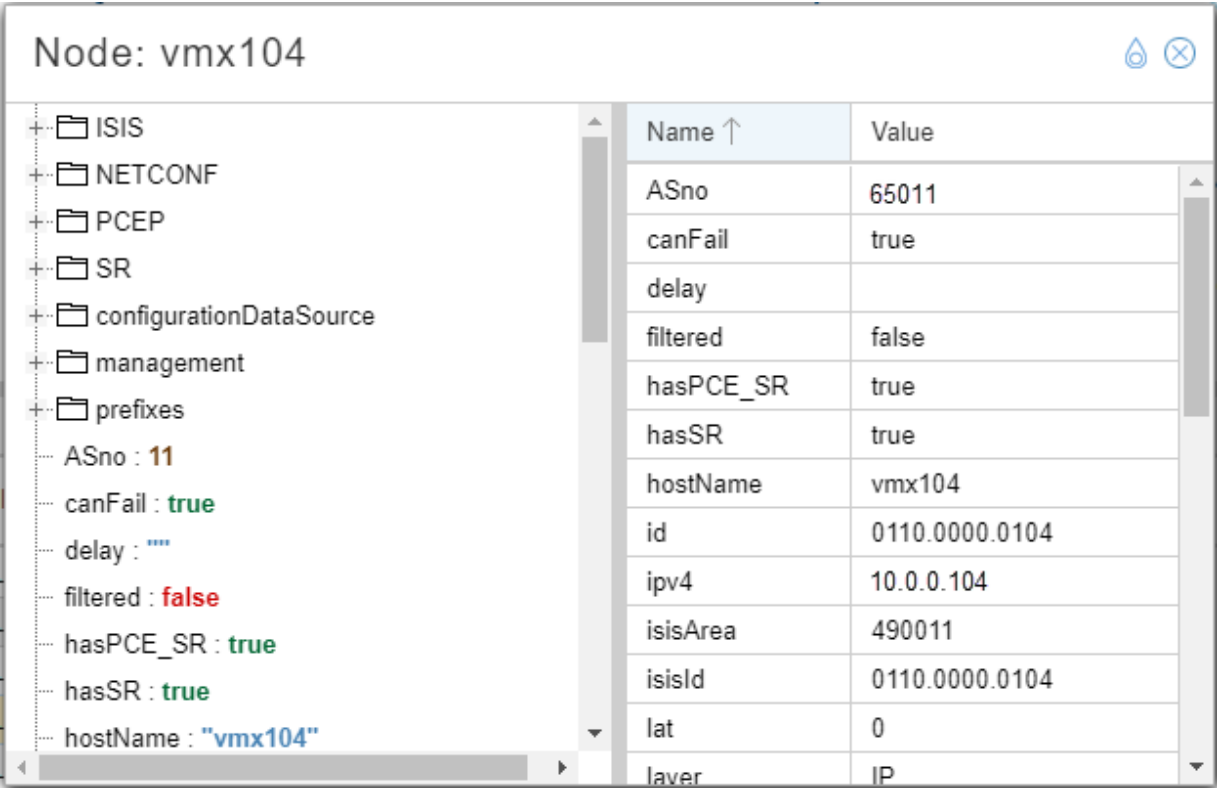 Node: vmx104
ISIS
NETCONF
PCEP
SR
configurationDataSource
management
prefixes
ASno : 11
canFail : true
delay : ""
filtered : false
hasPCE_SR : true
hasSR : true
hostName : "vmx104"
Name ↑ Value
ASno 65011
canFail true
delay
filtered false
hasPCE_SR true
hasSR true
hostName vmx104
id 0110.0000.0104
ipv4 10.0.0.104
isisArea 490011
isisId 0110.0000.0104
lat 0
layer IP